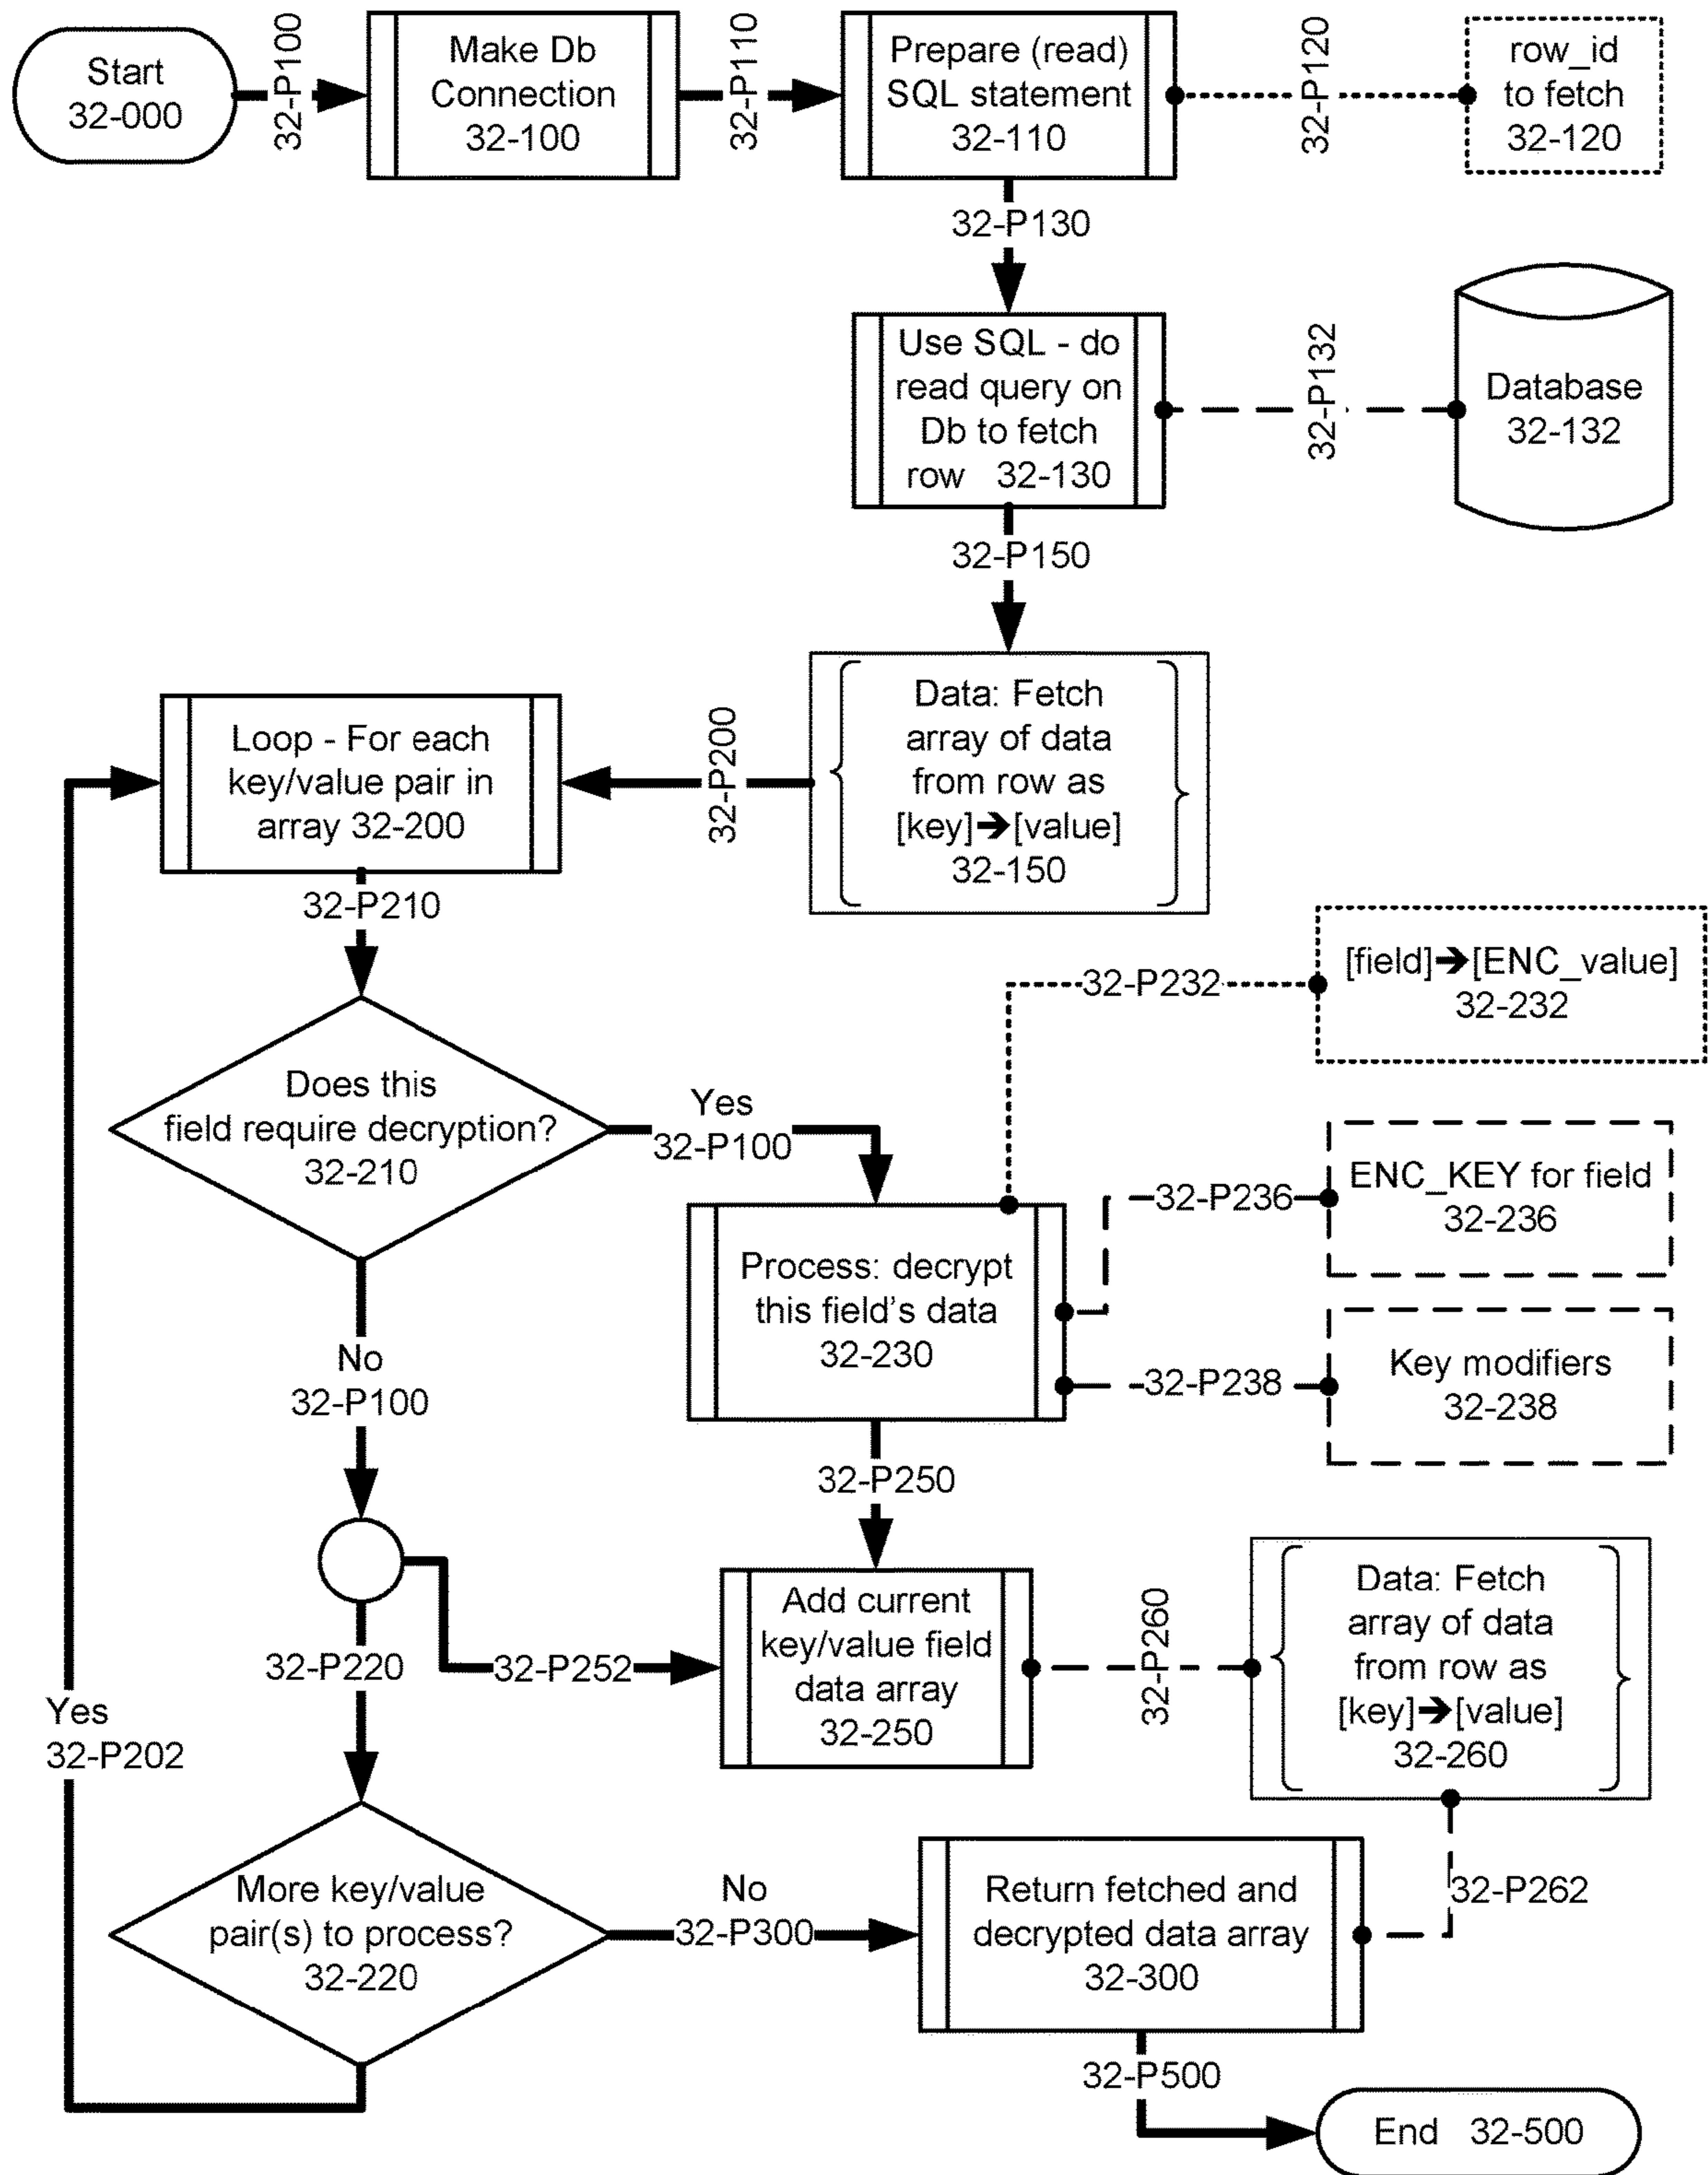 Start
32-000
32-P100
Make Db
Connection
32-100
32-P110
Prepare (read)
SQL statement
32-110
32-P120
row_id
to fetch
32-120
32-P130
Use SQL - do
read query on
Db to fetch
row 32-130
32-P132
Database
32-132
32-P150
Data: Fetch
array of data
from row as
[key]➔[value]
32-150
32-P200
Loop - For each
key/value pair in
array 32-200
32-P210
Does this
field require decryption?
32-210
Yes
32-P100
32-P232
[field]➔[ENC_value]
32-232
32-P236
ENC_KEY for field
32-236
Process: decrypt
this field's data
32-230
32-P238
Key modifiers
32-238
No
32-P100
32-P250
32-P220
32-P252
Add current
key/value field
data array
32-250
32-P260
Data: Fetch
array of data
from row as
[key]➔[value]
32-260
Yes
32-P202
More key/value
pair(s) to process?
32-220
No
32-P300
Return fetched and
decrypted data array
32-300
32-P262
32-P500
End 32-500